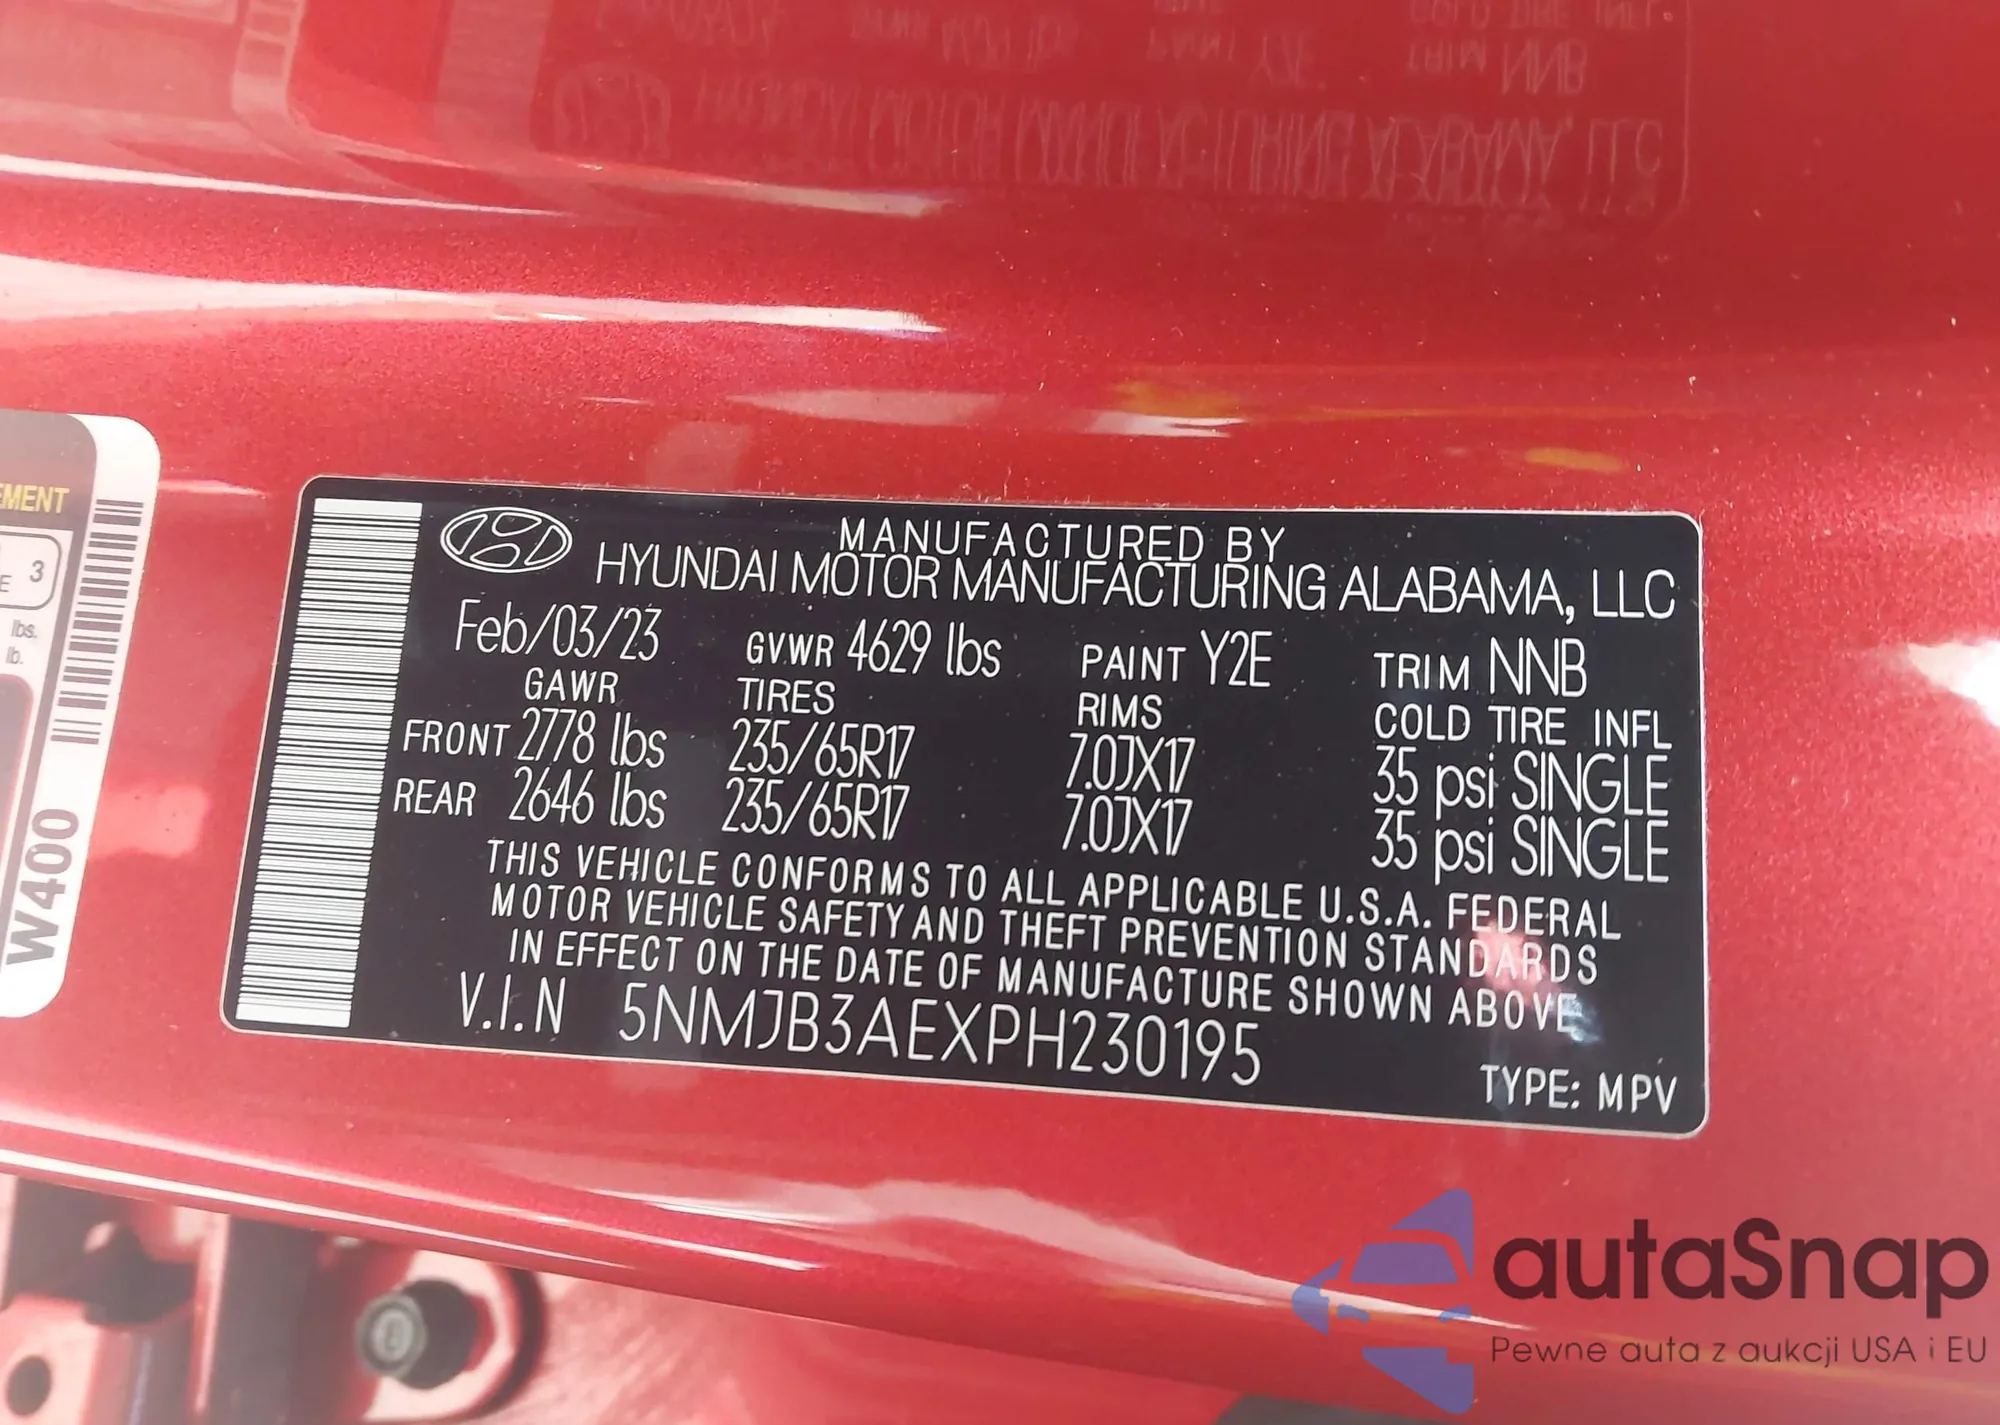 MANUFACTURED BY
HYUNDAI MOTOR MANUFACTURING ALABAMA, LLC
Feb/03/23 GVWR 4629 lbs PAINT Y2E TRIM NNB
GAWR TIRES RIMS COLD TIRE INFL
FRONT 2778 lbs 235/65R17 7.0JX17 35 psi SINGLE
REAR 2646 lbs 235/65R17 7.0JX17 35 psi SINGLE
THIS VEHICLE CONFORMS TO ALL APPLICABLE U.S.A. FEDERAL
MOTOR VEHICLE SAFETY AND THEFT PREVENTION STANDARDS
IN EFFECT ON THE DATE OF MANUFACTURE SHOWN ABOVE
V.I.N 5NMJB3AEXPH230195
TYPE: MPV
EMENT
3
E
lbs.
lb.
W400
autaSnap
Pewne auta z aukcji USA i EU